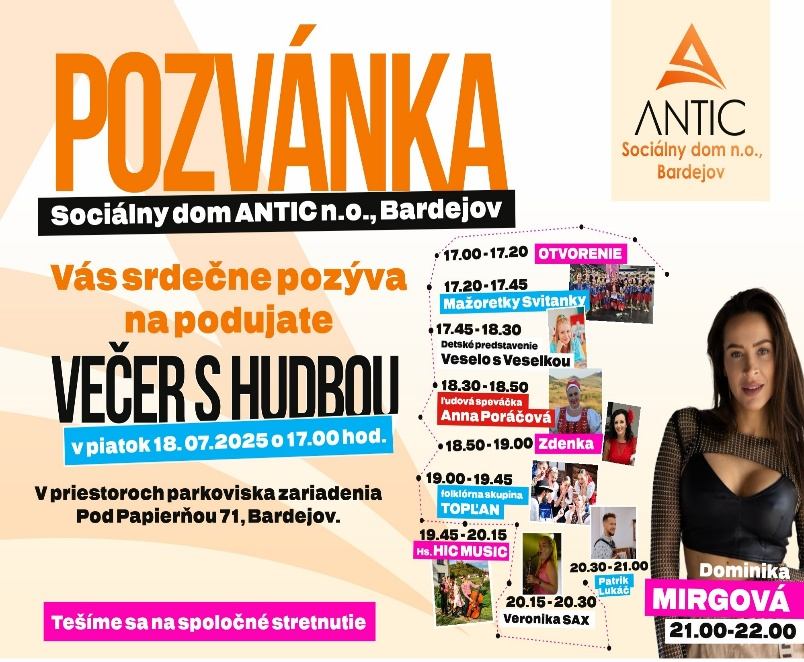 POZVÁNKA
Sociálny dom ANTIC n.o., Bardejov
ANTIC
Sociálny dom n.o.,
Bardejov
Vás srdečne pozýva
na podujate
VEČER S HUDBOU
v piatok 18.07.2025 o 17.00 hod.
V priestoroch parkoviska zariadenia
Pod Papierňou 71, Bardejov.
Tešíme sa na spoločné stretnutie
17.00-17.20 OTVORENIE
17.20-17.45
Mažoretky Svitanky
17.45-18.30
Detské predstavenie
Veselo s Veselkou
18.30-18.50
ľudová speváčka
Anna Poráčová
18.50-19.00 Zdenka
19.00-19.45
folklórna skupina
TOPĽAN
19.45-20.15
Hs. HIC MUSIC
20.15-20.30
Veronika SAX
20.30-21.00
Patrik
Lukáč
Dominika
MIRGOVÁ
21.00-22.00